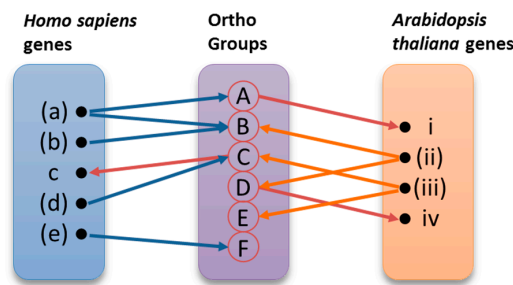 Homo sapiens
genes
Ortho
Groups
Arabidopsis
thaliana genes
(a)
(b)
c
(d)
(e)
A
B
C
D
E
F
i
(ii)
(iii)
iv